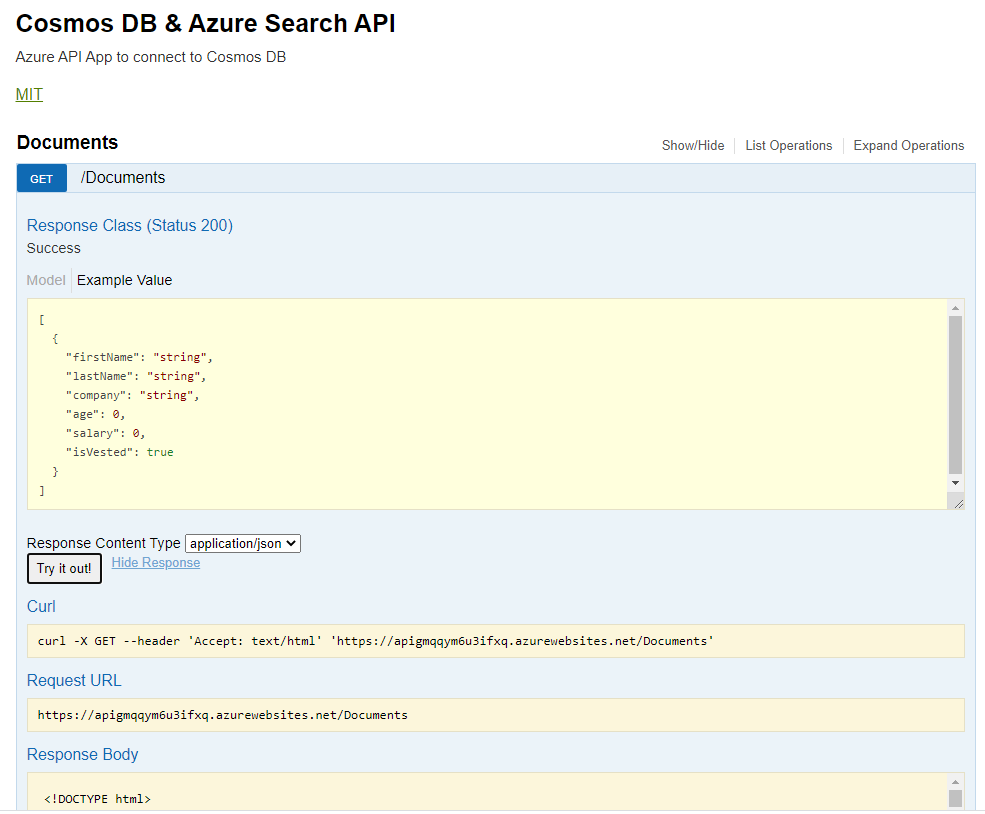 Cosmos DB & Azure Search API
Azure API App to connect to Cosmos DB
MIT
Documents
Show/Hide List Operations Expand Operations
GET /Documents
Response Class (Status 200)
Success
Model Example Value
[
  {
    "firstName": "string",
    "lastName": "string",
    "company": "string",
    "age": 0,
    "salary": 0,
    "isVested": true
  }
]
Response Content Type application/json
Try it out! Hide Response
Curl
curl -X GET --header 'Accept: text/html' 'https://apigmqqym6u3ifxq.azurewebsites.net/Documents'
Request URL
https://apigmqqym6u3ifxq.azurewebsites.net/Documents
Response Body
<!DOCTYPE html>